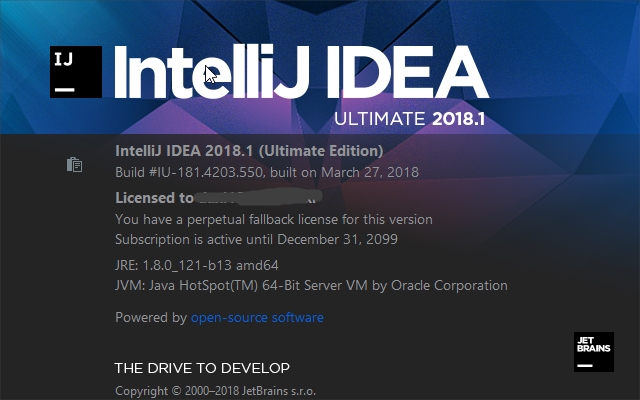 IJ
IntelliJ IDEA
ULTIMATE 2018.1
IntelliJ IDEA 2018.1 (Ultimate Edition)
Build #IU-181.4203.550, built on March 27, 2018
Licensed to
You have a perpetual fallback license for this version
Subscription is active until December 31, 2099
JRE: 1.8.0_121-b13 amd64
JVM: Java HotSpot(TM) 64-Bit Server VM by Oracle Corporation
Powered by open-source software
JET
BRAINS
THE DRIVE TO DEVELOP
Copyright © 2000–2018 JetBrains s.r.o.